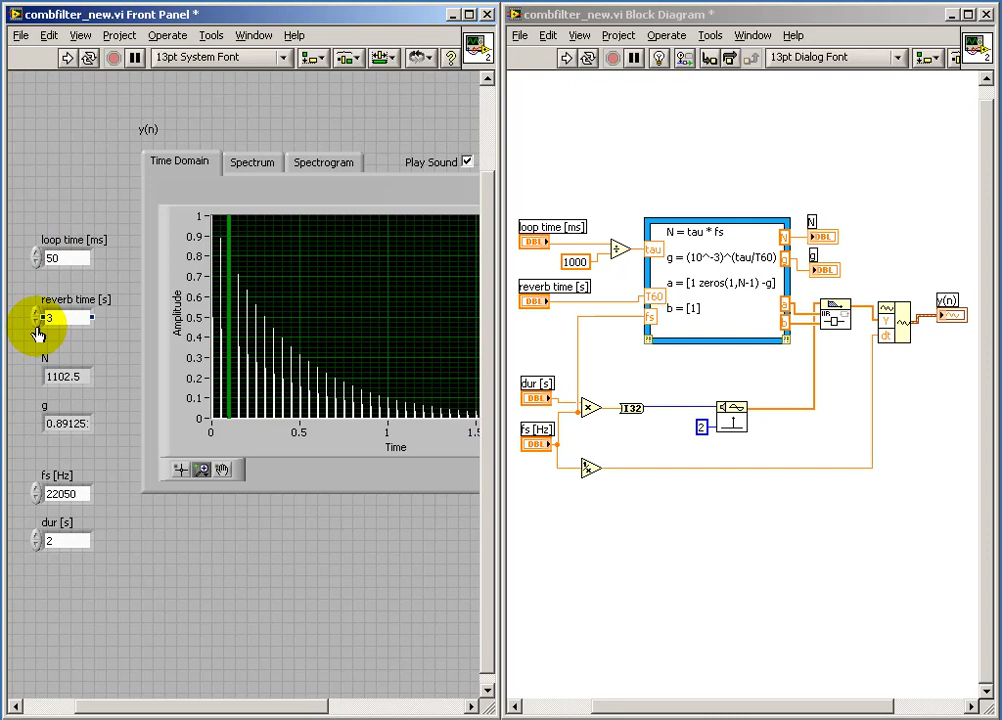 combfilter_new.vi Front Panel *
File Edit View Project Operate Tools Window Help
13pt System Font
2
y(n)
Time Domain Spectrum Spectrogram Play Sound
loop time [ms]
50
reverb time [s]
3
N
1102.5
g
0.89125
fs [Hz]
22050
dur [s]
2
Amplitude
1
0.9
0.8
0.7
0.6
0.5
0.4
0.3
0.2
0.1
0
0 0.5 1 1.5
Time
combfilter_new.vi Block Diagram *
File Edit View Project Operate Tools Window Help
13pt Dialog Font
2
loop time [ms]
DBL
1000
reverb time [s]
DBL
tau
T60
fs
N = tau * fs
g = (10^-3)^(tau/T60)
a = [1 zeros(1,N-1) -g]
b = [1]
N
g
a
b
N
DBL
g
DBL
IIR
Y
dt
y(n)
dur [s]
DBL
fs [Hz]
DBL
I32
2